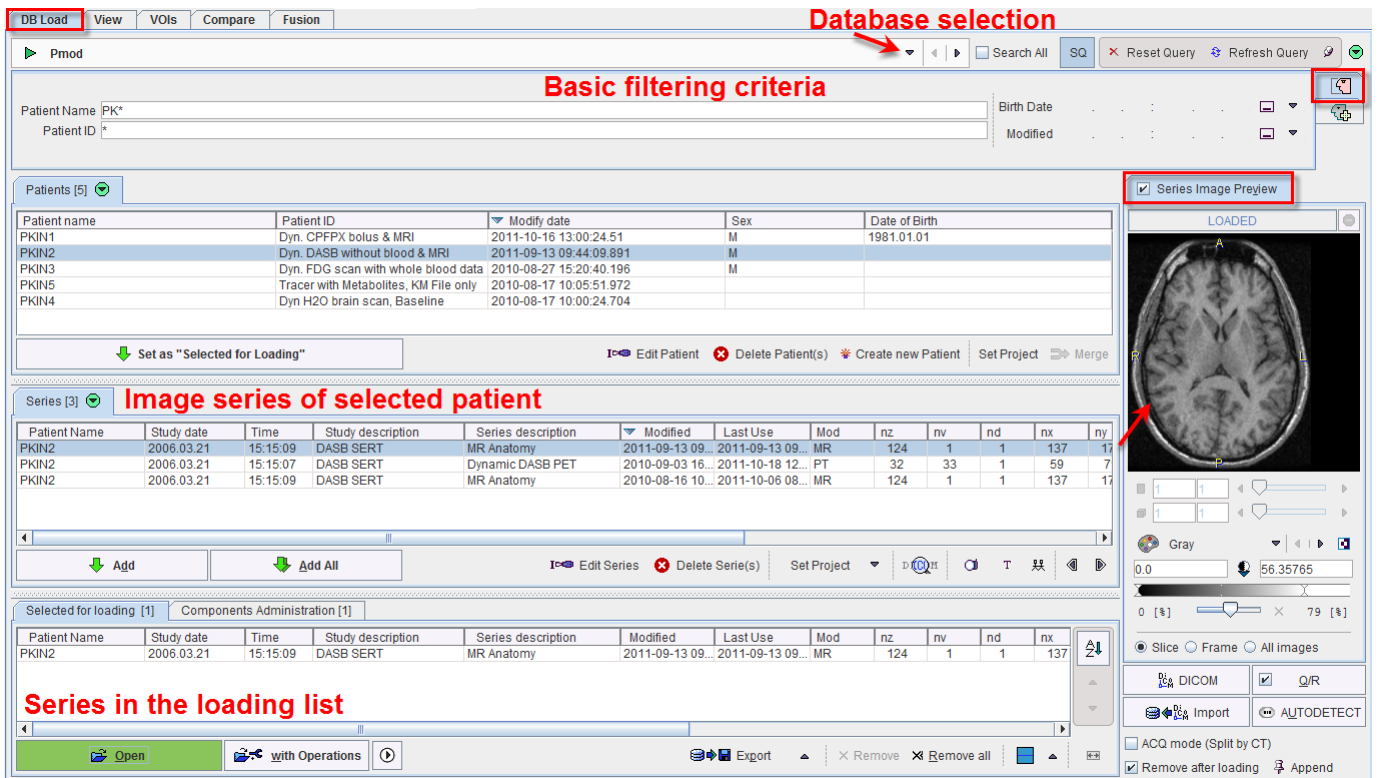 DB Load View VOIs Compare Fusion
Database selection
Pmod Search All SQ Reset Query Refresh Query
Basic filtering criteria
Patient Name PK* Birth Date . . : . .
Patient ID * Modified . . : . .
Patients [5]
Patient name Patient ID Modify date Sex Date of Birth
PKIN1 Dyn. CPFPX bolus & MRI 2011-10-16 13:00:24.51 M 1981.01.01
PKIN2 Dyn. DASB without blood & MRI 2011-09-13 09:44:09.891 M
PKIN3 Dyn. FDG scan with whole blood data 2010-08-27 15:20:40.196 M
PKIN5 Tracer with Metabolites, KM File only 2010-08-17 10:05:51.972
PKIN4 Dyn H2O brain scan, Baseline 2010-08-17 10:00:24.704
Set as "Selected for Loading" Edit Patient Delete Patient(s) Create new Patient Set Project Merge
Series [3] Image series of selected patient
Patient Name Study date Time Study description Series description Modified Last Use Mod nz nv nd nx ny
PKIN2 2006.03.21 15:15:09 DASB SERT MR Anatomy 2011-09-13 09... 2011-09-13 09... MR 124 1 1 137 17
PKIN2 2006.03.21 15:15:07 DASB SERT Dynamic DASB PET 2010-09-03 16... 2011-10-18 12... PT 32 33 1 59 7
PKIN2 2006.03.21 15:15:09 DASB SERT MR Anatomy 2010-08-16 10... 2011-10-06 08... MR 124 1 1 137 17
Add Add All Edit Series Delete Serie(s) Set Project DICOM T
Selected for loading [1] Components Administration [1]
Patient Name Study date Time Study description Series description Modified Last Use Mod nz nv nd nx
PKIN2 2006.03.21 15:15:09 DASB SERT MR Anatomy 2011-09-13 09... 2011-09-13 09... MR 124 1 1 137
AZ
Series in the loading list
Open with Operations Export Remove Remove all
Series Image Preview
LOADED
A
R L
P
1 1
1 1
Gray
0.0 56.35765
0 [%] 79 [%]
Slice Frame All images
DICOM Q/R
Import AUTODETECT
ACQ mode (Split by CT)
Remove after loading Append